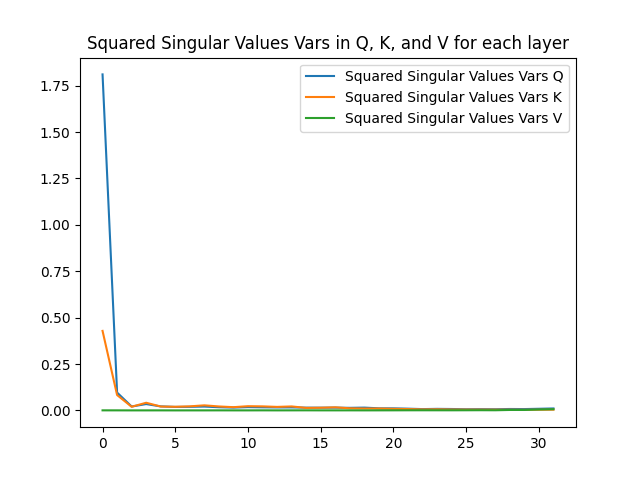 Squared Singular Values Vars in Q, K, and V for each layer
Squared Singular Values Vars Q
Squared Singular Values Vars K
Squared Singular Values Vars V
1.75
1.50
1.25
1.00
0.75
0.50
0.25
0.00
0 5 10 15 20 25 30